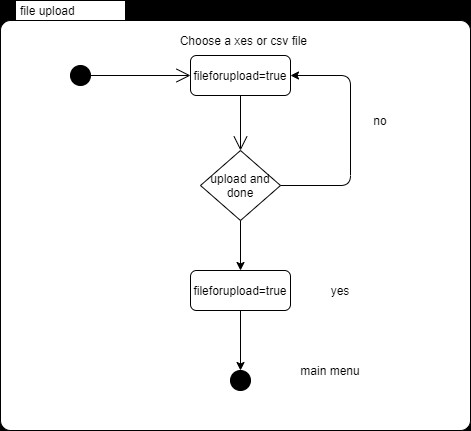 file upload
Choose a xes or csv file
fileforupload=true
no
upload and
done
fileforupload=true
yes
main menu